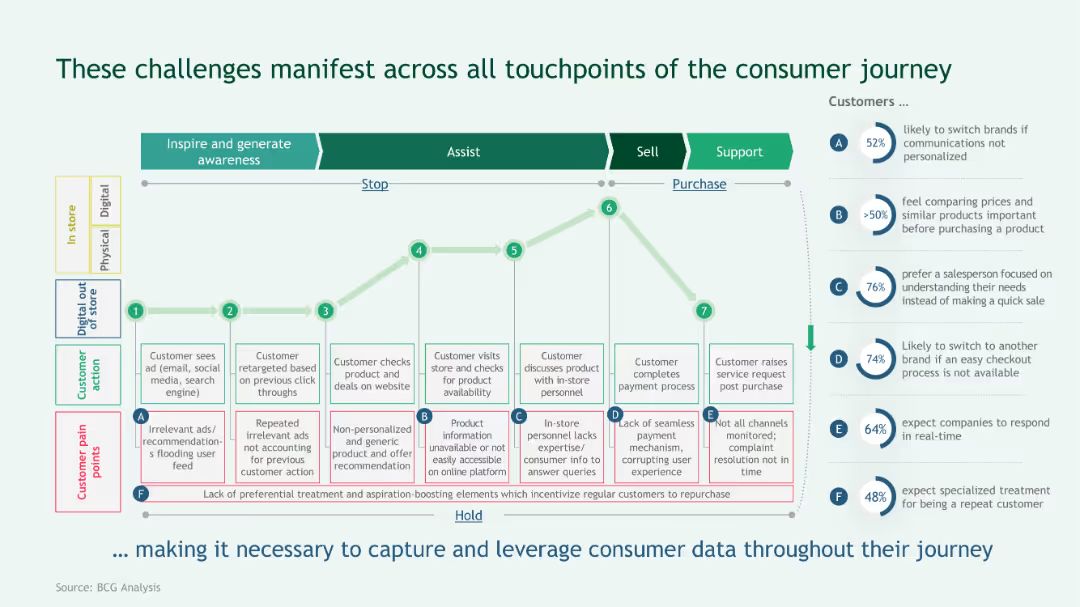 These challenges manifest across all touchpoints of the consumer journey
Customers ...
Inspire and generate
awareness
Assist
Sell
Support
Stop
Purchase
In store
Digital
Physical
Digital out
of store
1
2
3
4
5
6
7
Customer
action
Customer sees
ad (email, social
media, search
engine)
Customer
retargeted based
on previous click
throughs
Customer checks
product and
deals on website
Customer visits
store and checks
for product
availability
Customer
discusses product
with in-store
personnel
Customer
completes
payment process
Customer raises
service request
post purchase
Customer pain
points
A
Irrelevant ads/
recommendation-
s flooding user
feed
Repeated
irrelevant ads
not accounting
for previous
customer action
Non-personalized
and generic
product and offer
recommendation
B
Product
information
unavailable or not
easily accessible
on online platform
C
In-store
personnel lacks
expertise/
consumer info to
answer queries
D
Lack of seamless
payment
mechanism,
corrupting user
experience
E
Not all channels
monitored;
complaint
resolution not in
time
F
Lack of preferential treatment and aspiration-boosting elements which incentivize regular customers to repurchase
Hold
A
52%
likely to switch brands if
communications not
personalized
B
>50%
feel comparing prices and
similar products important
before purchasing a product
C
76%
prefer a salesperson focused on
understanding their needs
instead of making a quick sale
D
74%
Likely to switch to another
brand if an easy checkout
process is not available
E
64%
expect companies to respond
in real-time
F
48%
expect specialized treatment
for being a repeat customer
... making it necessary to capture and leverage consumer data throughout their journey
Source: BCG Analysis